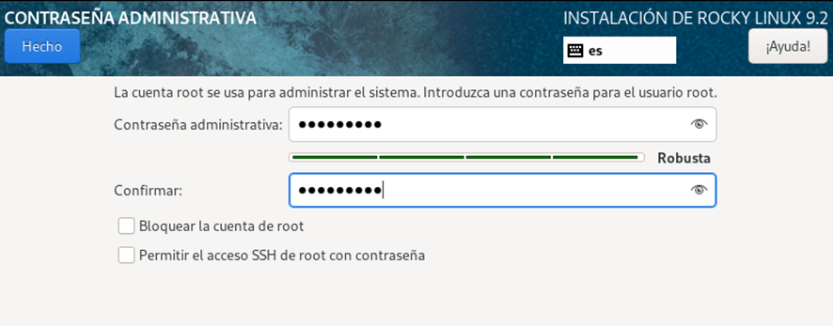 CONTRASEÑA ADMINISTRATIVA
INSTALACIÓN DE ROCKY LINUX 9.2
Hecho
es
¡Ayuda!
La cuenta root se usa para administrar el sistema. Introduzca una contraseña para el usuario root.
Contraseña administrativa: ●●●●●●●●●
Robusta
Confirmar: ●●●●●●●●●
Bloquear la cuenta de root
Permitir el acceso SSH de root con contraseña